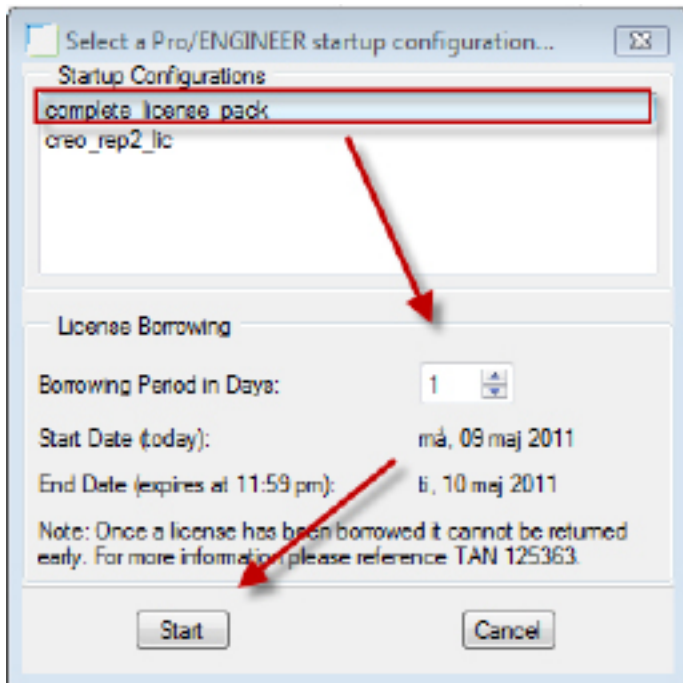 Select a Pro/ENGINEER startup configuration...
Startup Configurations
complete_license_pack
creo_rep2_lic
License Borrowing
Borrowing Period in Days: 1
Start Date (today): må, 09 maj 2011
End Date (expires at 11:59 pm): ti, 10 maj 2011
Note: Once a license has been borrowed it cannot be returned
early. For more information please reference TAN 125363.
Start Cancel